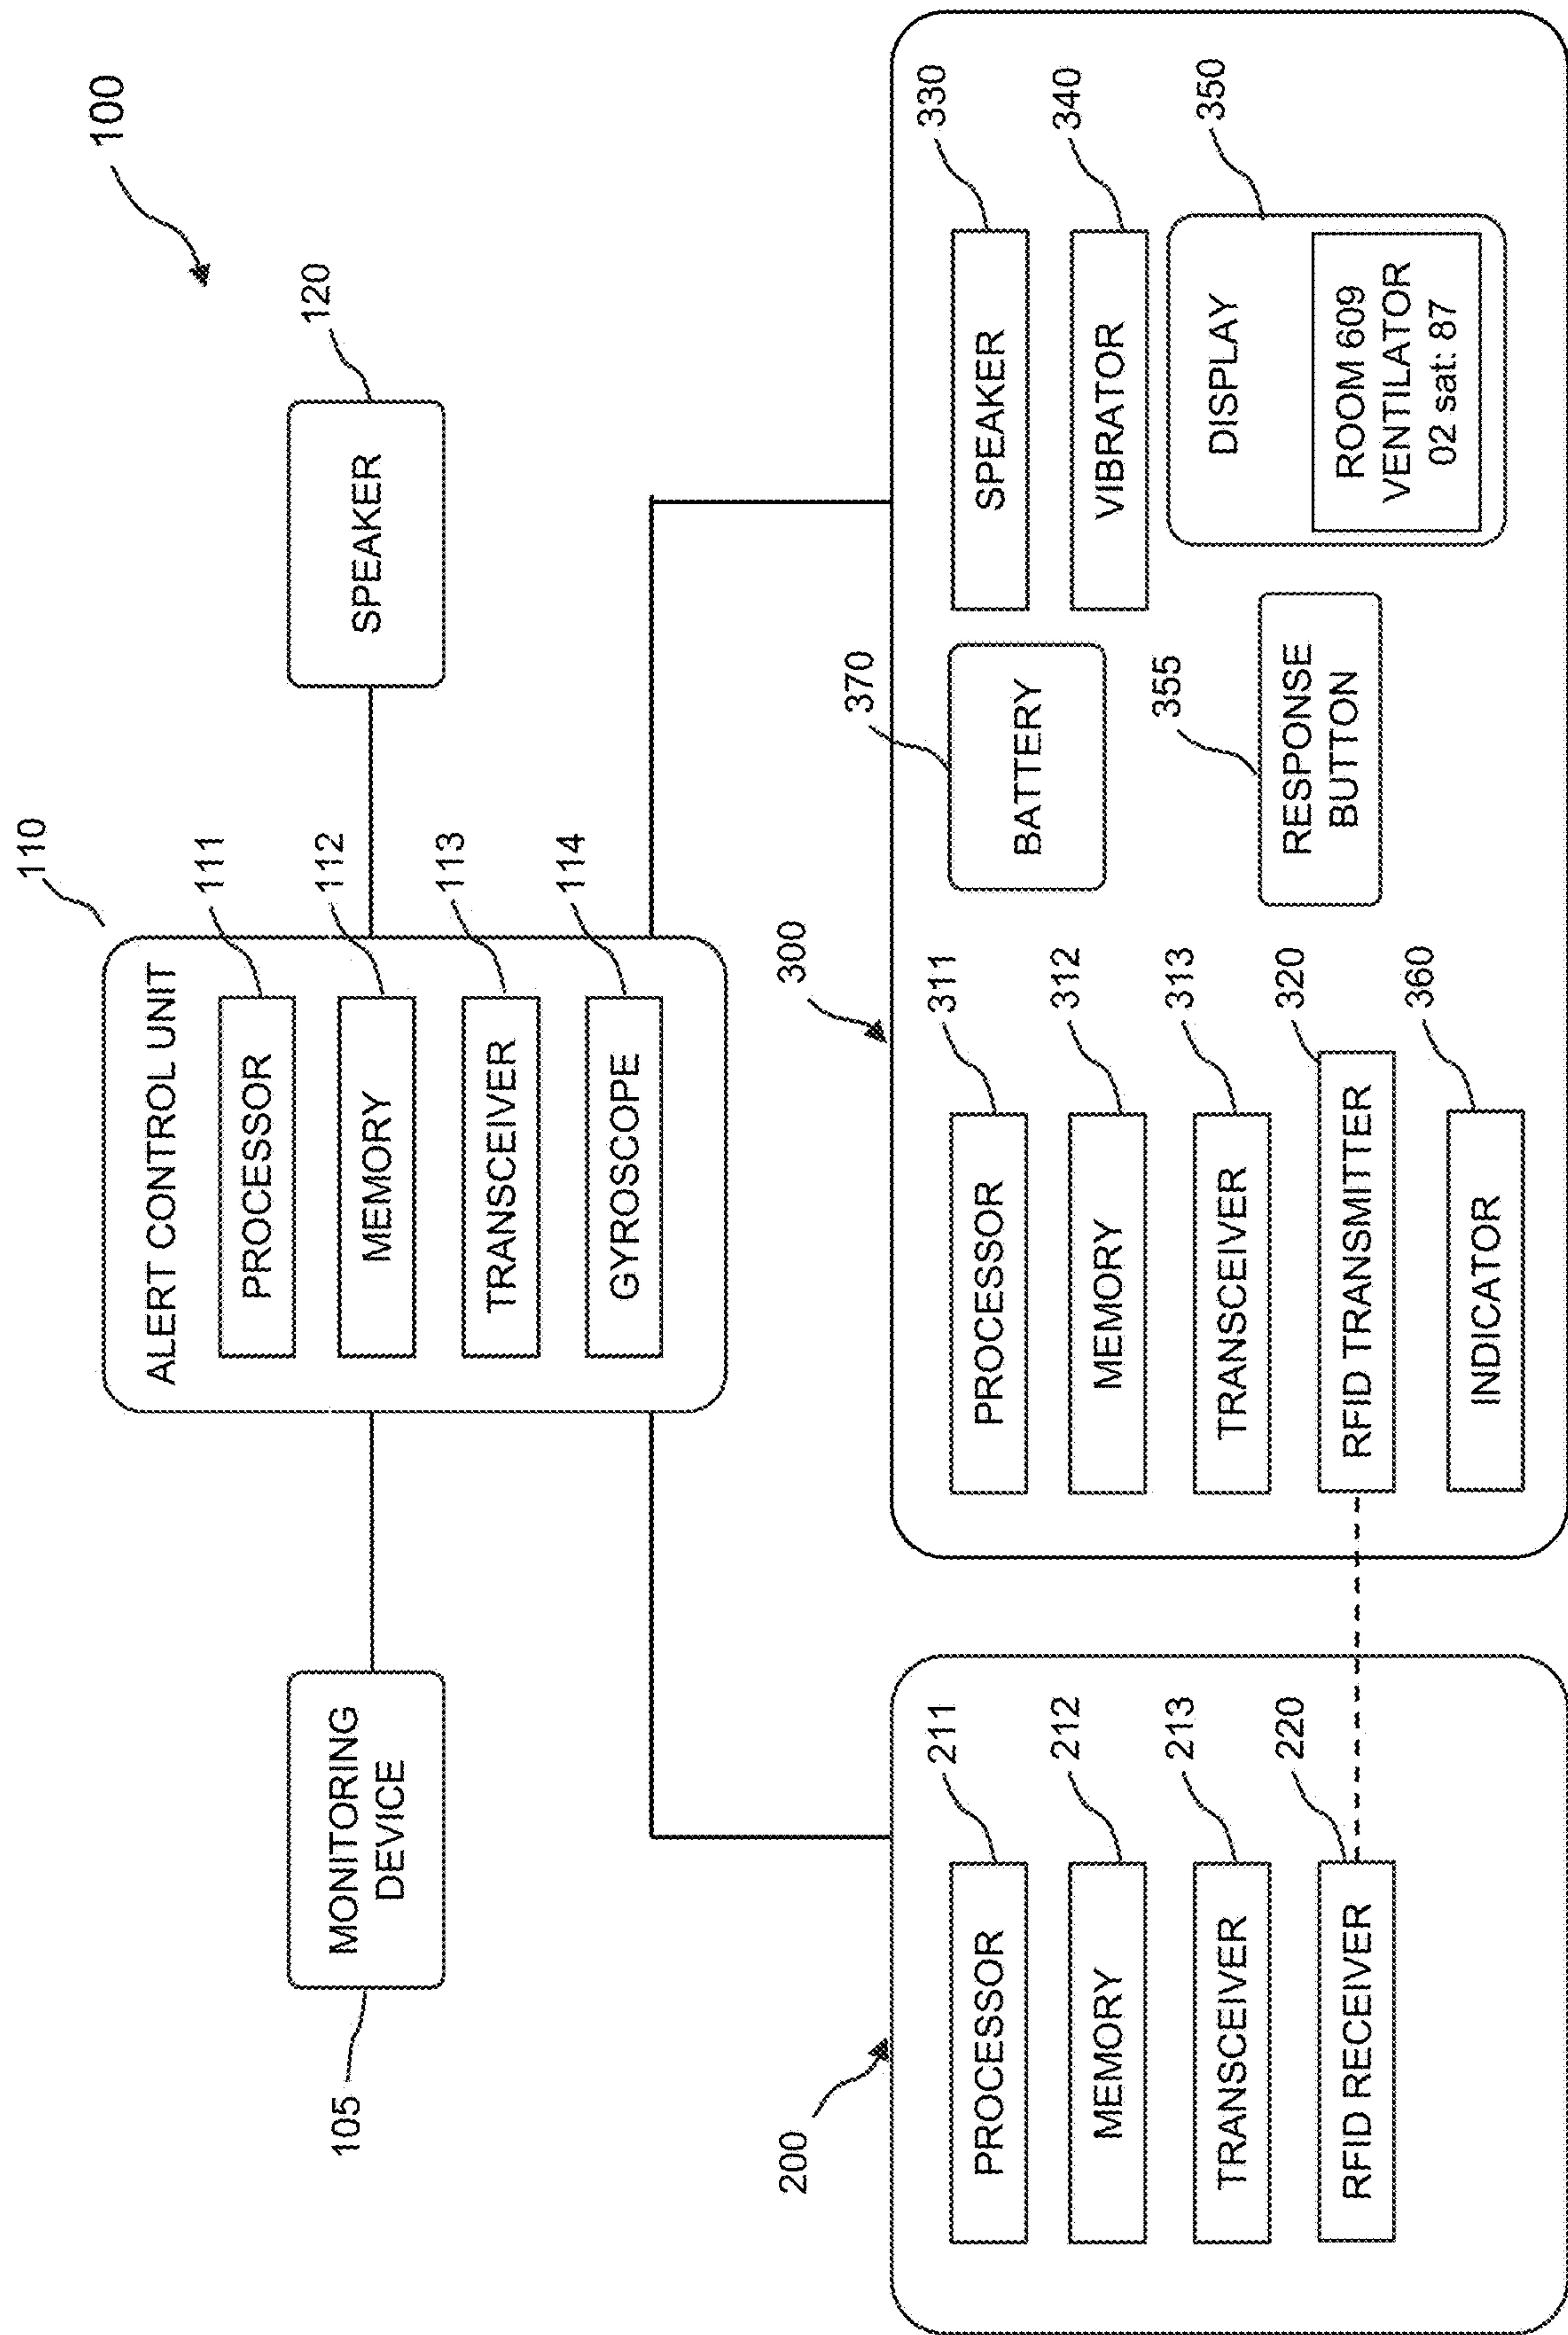 100
110
ALERT CONTROL UNIT
PROCESSOR
111
MEMORY
112
TRANSCEIVER
113
GYROSCOPE
114
MONITORING
DEVICE
105
SPEAKER
120
200
PROCESSOR
211
MEMORY
212
TRANSCEIVER
213
RFID RECEIVER
220
300
PROCESSOR
311
MEMORY
312
TRANSCEIVER
313
RFID TRANSMITTER
320
INDICATOR
360
370
BATTERY
355
RESPONSE
BUTTON
SPEAKER
330
VIBRATOR
340
DISPLAY
350
ROOM 609
VENTILATOR
02 sat: 87